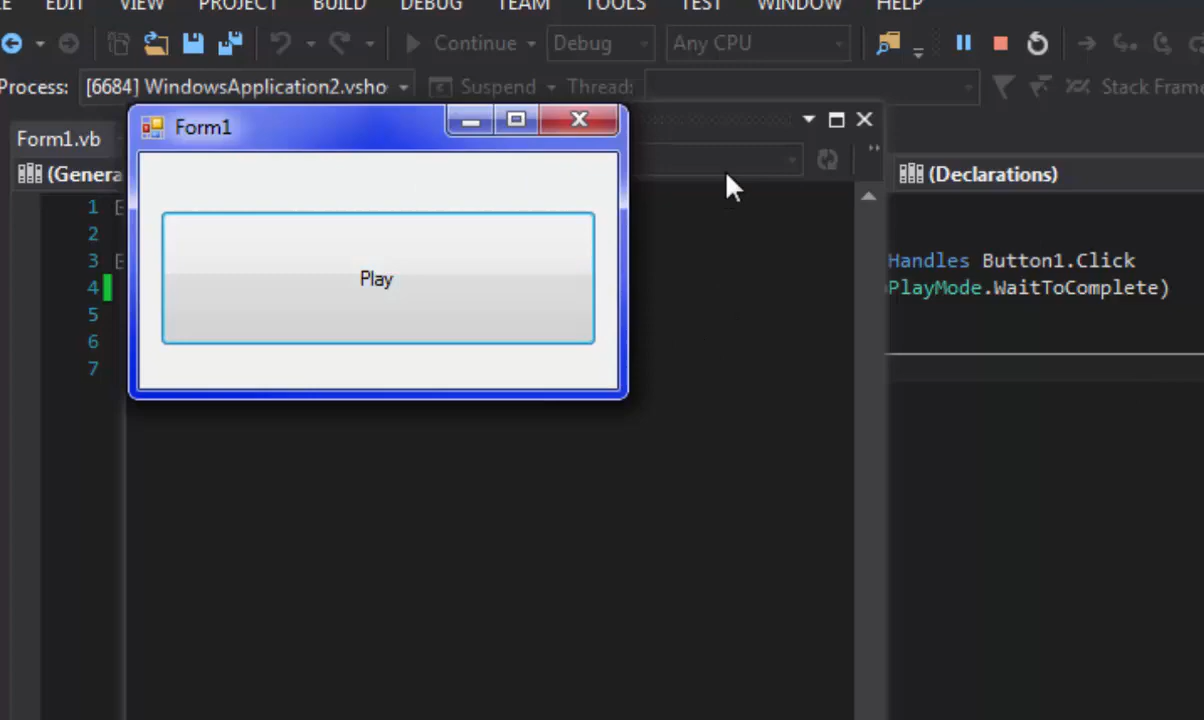 EDIT VIEW PROJECT BUILD DEBUG TEAM TOOLS TEST WINDOW HELP
Continue Debug Any CPU
Process: [6684] WindowsApplication2.vsho Suspend Thread: Stack Frame
Form1
Form1.vb
(Genera (Declarations)
1
2
3 Handles Button1.Click
4 PlayMode.WaitToComplete)
5
6
7
Play